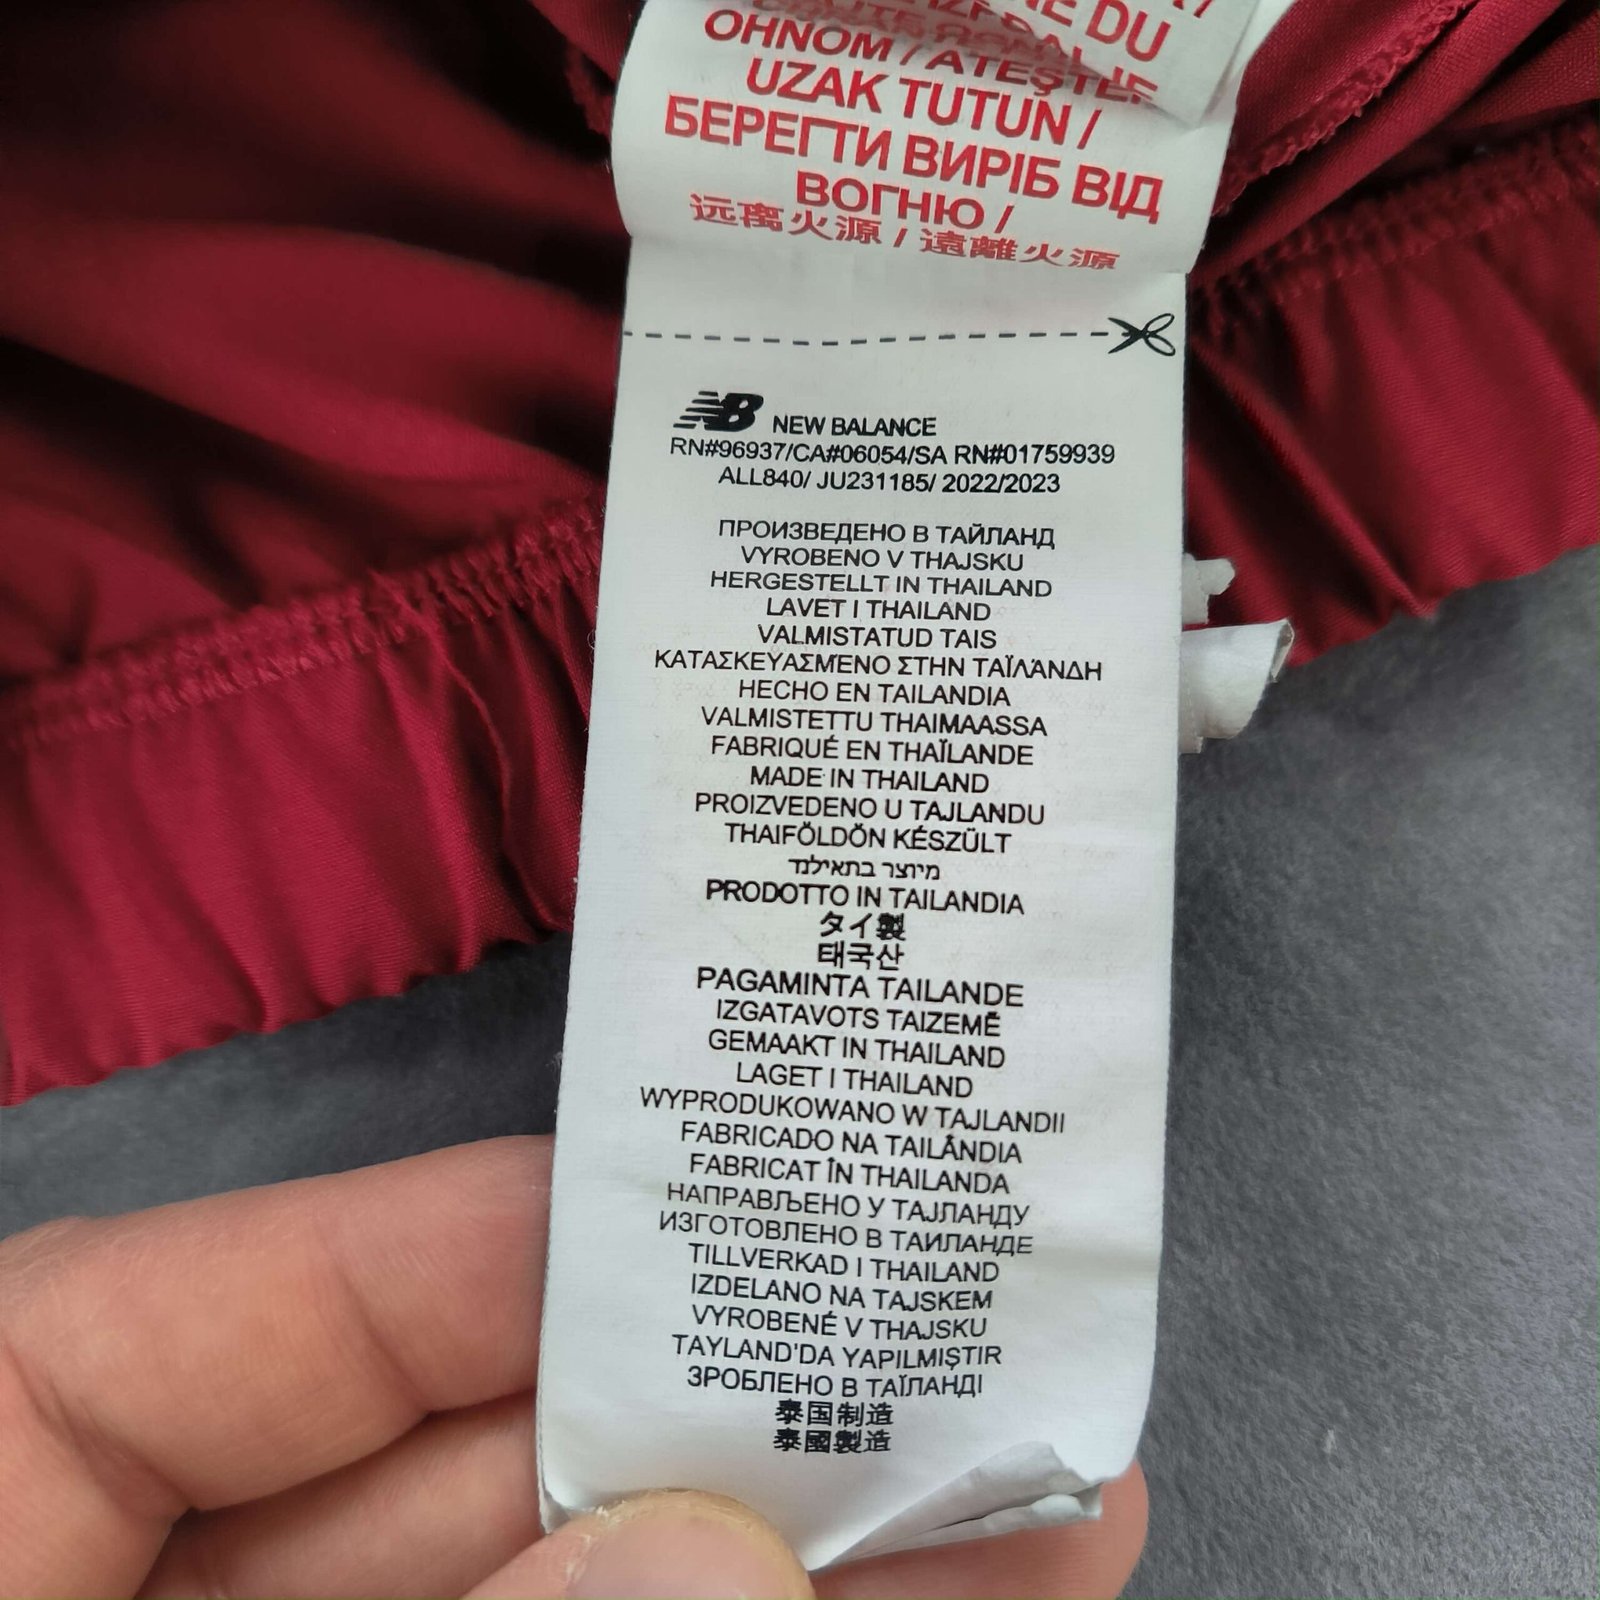 NE DU
OHNOM / ATEŞTEN
UZAK TUTUN /
БЕРЕГТИ ВИРІБ ВІД
ВОГНЮ /
远离火源 / 遠離火源
NB NEW BALANCE
RN#96937/CA#06054/SA RN#01759939
ALL840/ JU231185/ 2022/2023
ПРОИЗВЕДЕНО В ТАЙЛАНД
VYROBENO V THAJSKU
HERGESTELLT IN THAILAND
LAVET I THAILAND
VALMISTATUD TAIS
ΚΑΤΑΣΚΕΥΑΣΜΈΝΟ ΣΤΗΝ ΤΑΪΛΆΝΔΗ
HECHO EN TAILANDIA
VALMISTETTU THAIMAASSA
FABRIQUÉ EN THAÏLANDE
MADE IN THAILAND
PROIZVEDENO U TAJLANDU
THAIFÖLDÖN KÉSZÜLT
מיוצר בתאילנד
PRODOTTO IN TAILANDIA
タイ製
태국산
PAGAMINTA TAILANDE
IZGATAVOTS TAIZEMĒ
GEMAAKT IN THAILAND
LAGET I THAILAND
WYPRODUKOWANO W TAJLANDII
FABRICADO NA TAILÂNDIA
FABRICAT ÎN THAILANDA
НАПРАВЉЕНО У ТАЈЛАНДУ
ИЗГОТОВЛЕНО В ТАИЛАНДЕ
TILLVERKAD I THAILAND
IZDELANO NA TAJSKEM
VYROBENÉ V THAJSKU
TAYLAND'DA YAPILMIŞTIR
ЗРОБЛЕНО В ТАЇЛАНДІ
泰国制造
泰國製造